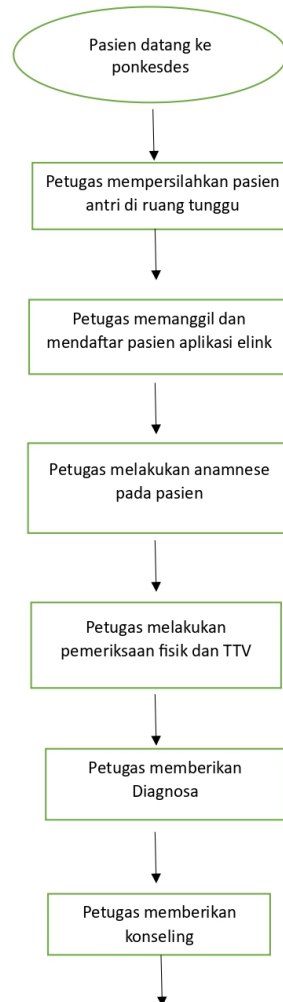 Pasien datang ke
ponkesdes
Petugas mempersilahkan pasien
antri di ruang tunggu
Petugas memanggil dan
mendaftar pasien aplikasi elink
Petugas melakukan anamnese
pada pasien
Petugas melakukan
pemeriksaan fisik dan TTV
Petugas memberikan
Diagnosa
Petugas memberikan
konseling